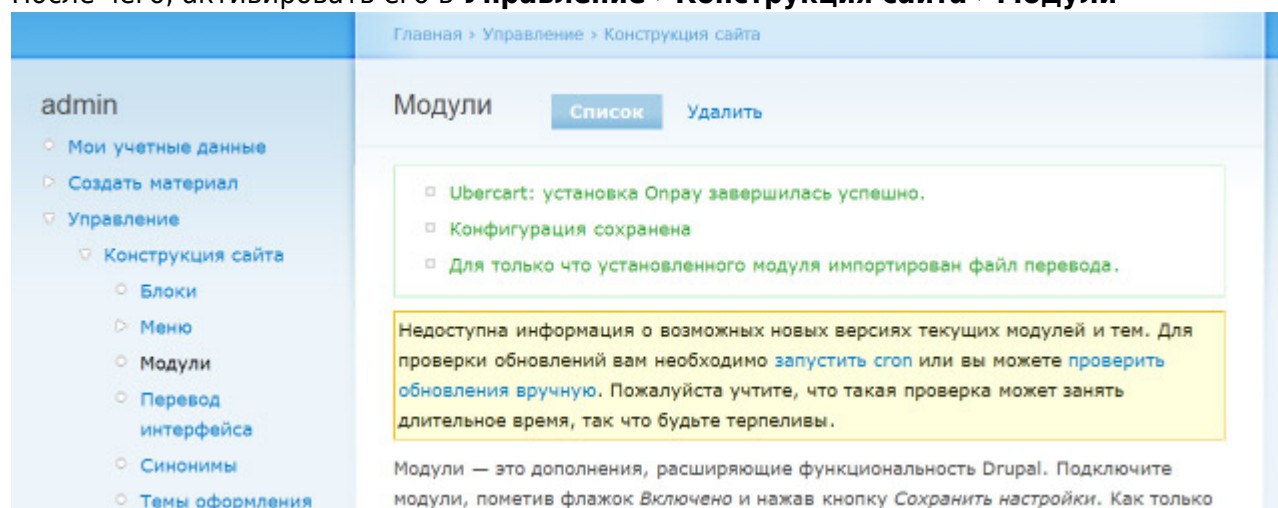 После чего, активировать его в Управление › Конструкция сайта › Модули
Главная › Управление › Конструкция сайта
admin
Мои учетные данные
Создать материал
Управление
Конструкция сайта
Блоки
Меню
Модули
Перевод
интерфейса
Синонимы
Темы оформления
Модули
Список
Удалить
Ubercart: установка Onpay завершилась успешно.
Конфигурация сохранена
Для только что установленного модуля импортирован файл перевода.
Недоступна информация о возможных новых версиях текущих модулей и тем. Для
проверки обновлений вам необходимо запустить cron или вы можете проверить
обновления вручную. Пожалуйста учтите, что такая проверка может занять
длительное время, так что будьте терпеливы.
Модули — это дополнения, расширяющие функциональность Drupal. Подключите
модули, пометив флажок Включено и нажав кнопку Сохранить настройки. Как только